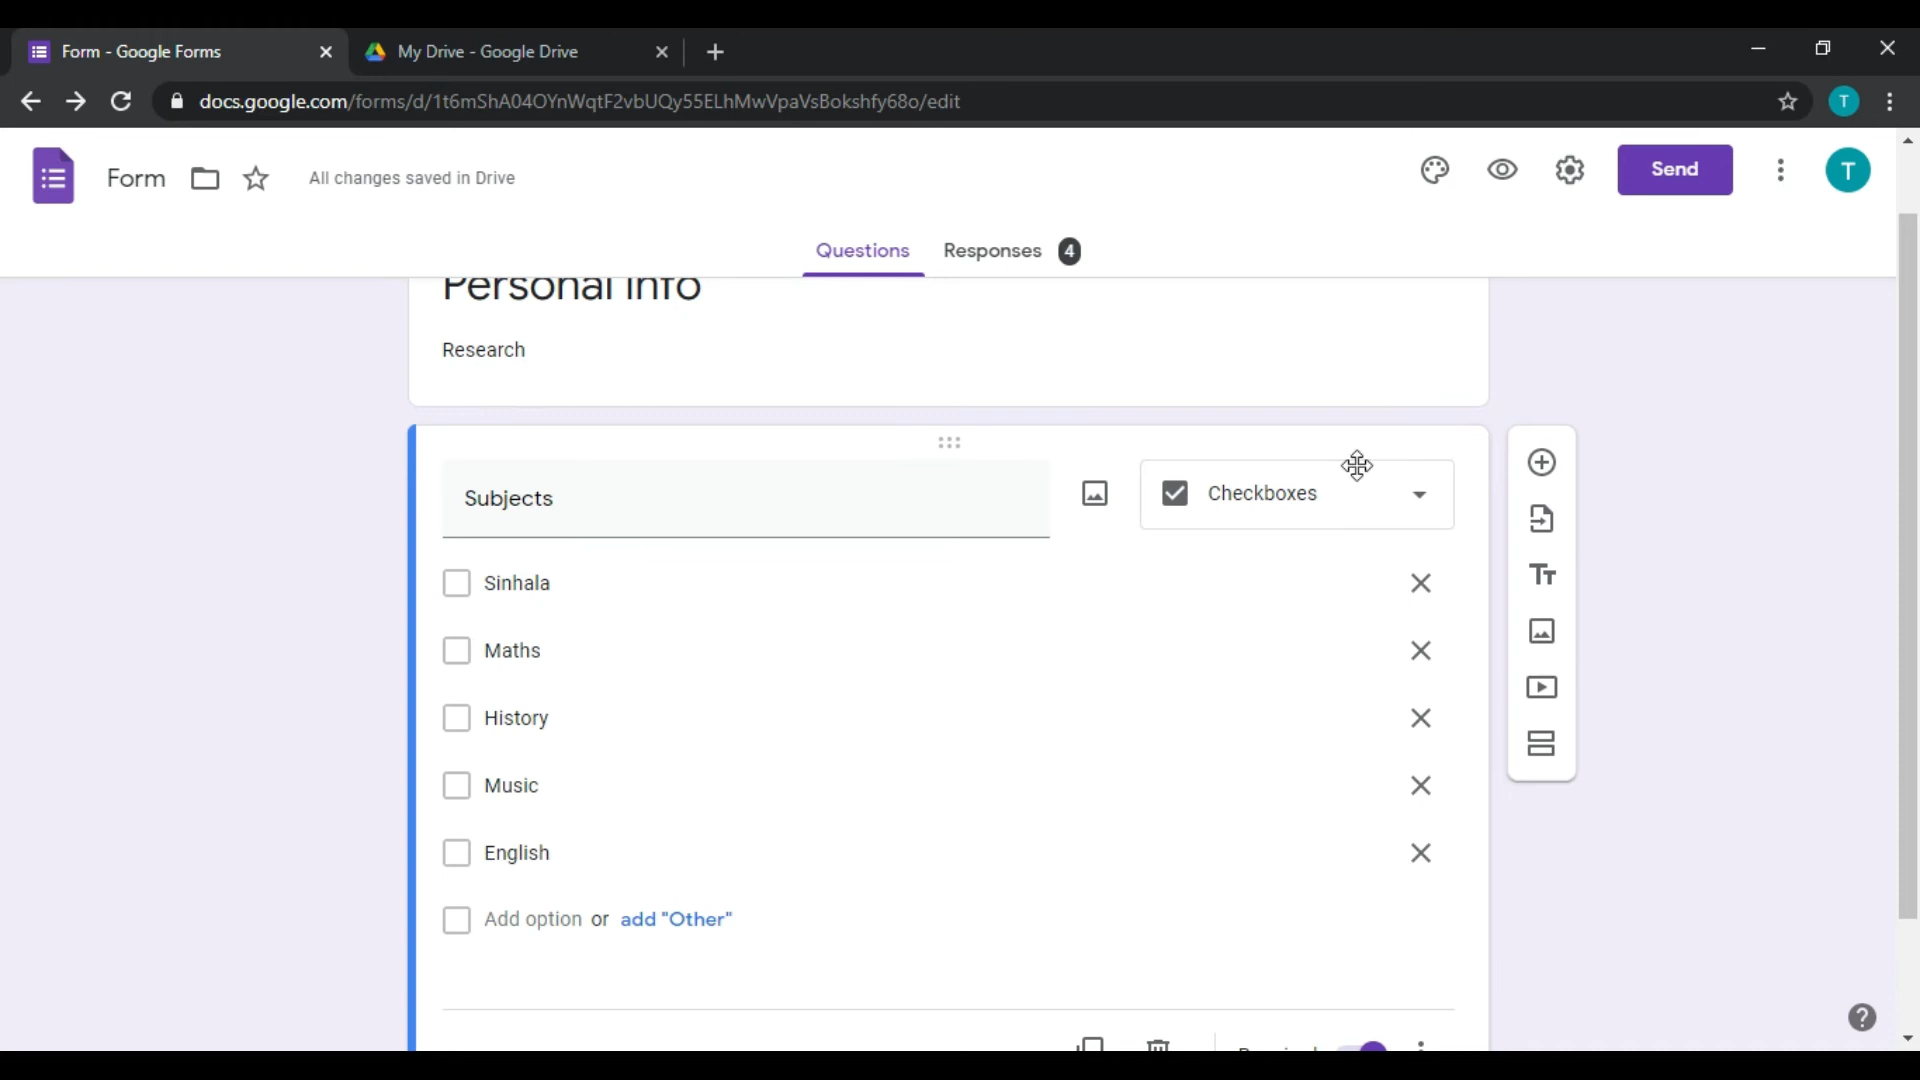 Form - Google Forms
My Drive - Google Drive
docs.google.com/forms/d/1t6mShA04OYnWqtF2vbUQy55ELhMwVpaVsBokshfy68o/edit
T
Form
All changes saved in Drive
Send
T
Questions
Responses 4
Personal info
Research
Subjects
Checkboxes
Sinhala
Maths
History
Music
English
Add option or add "Other"